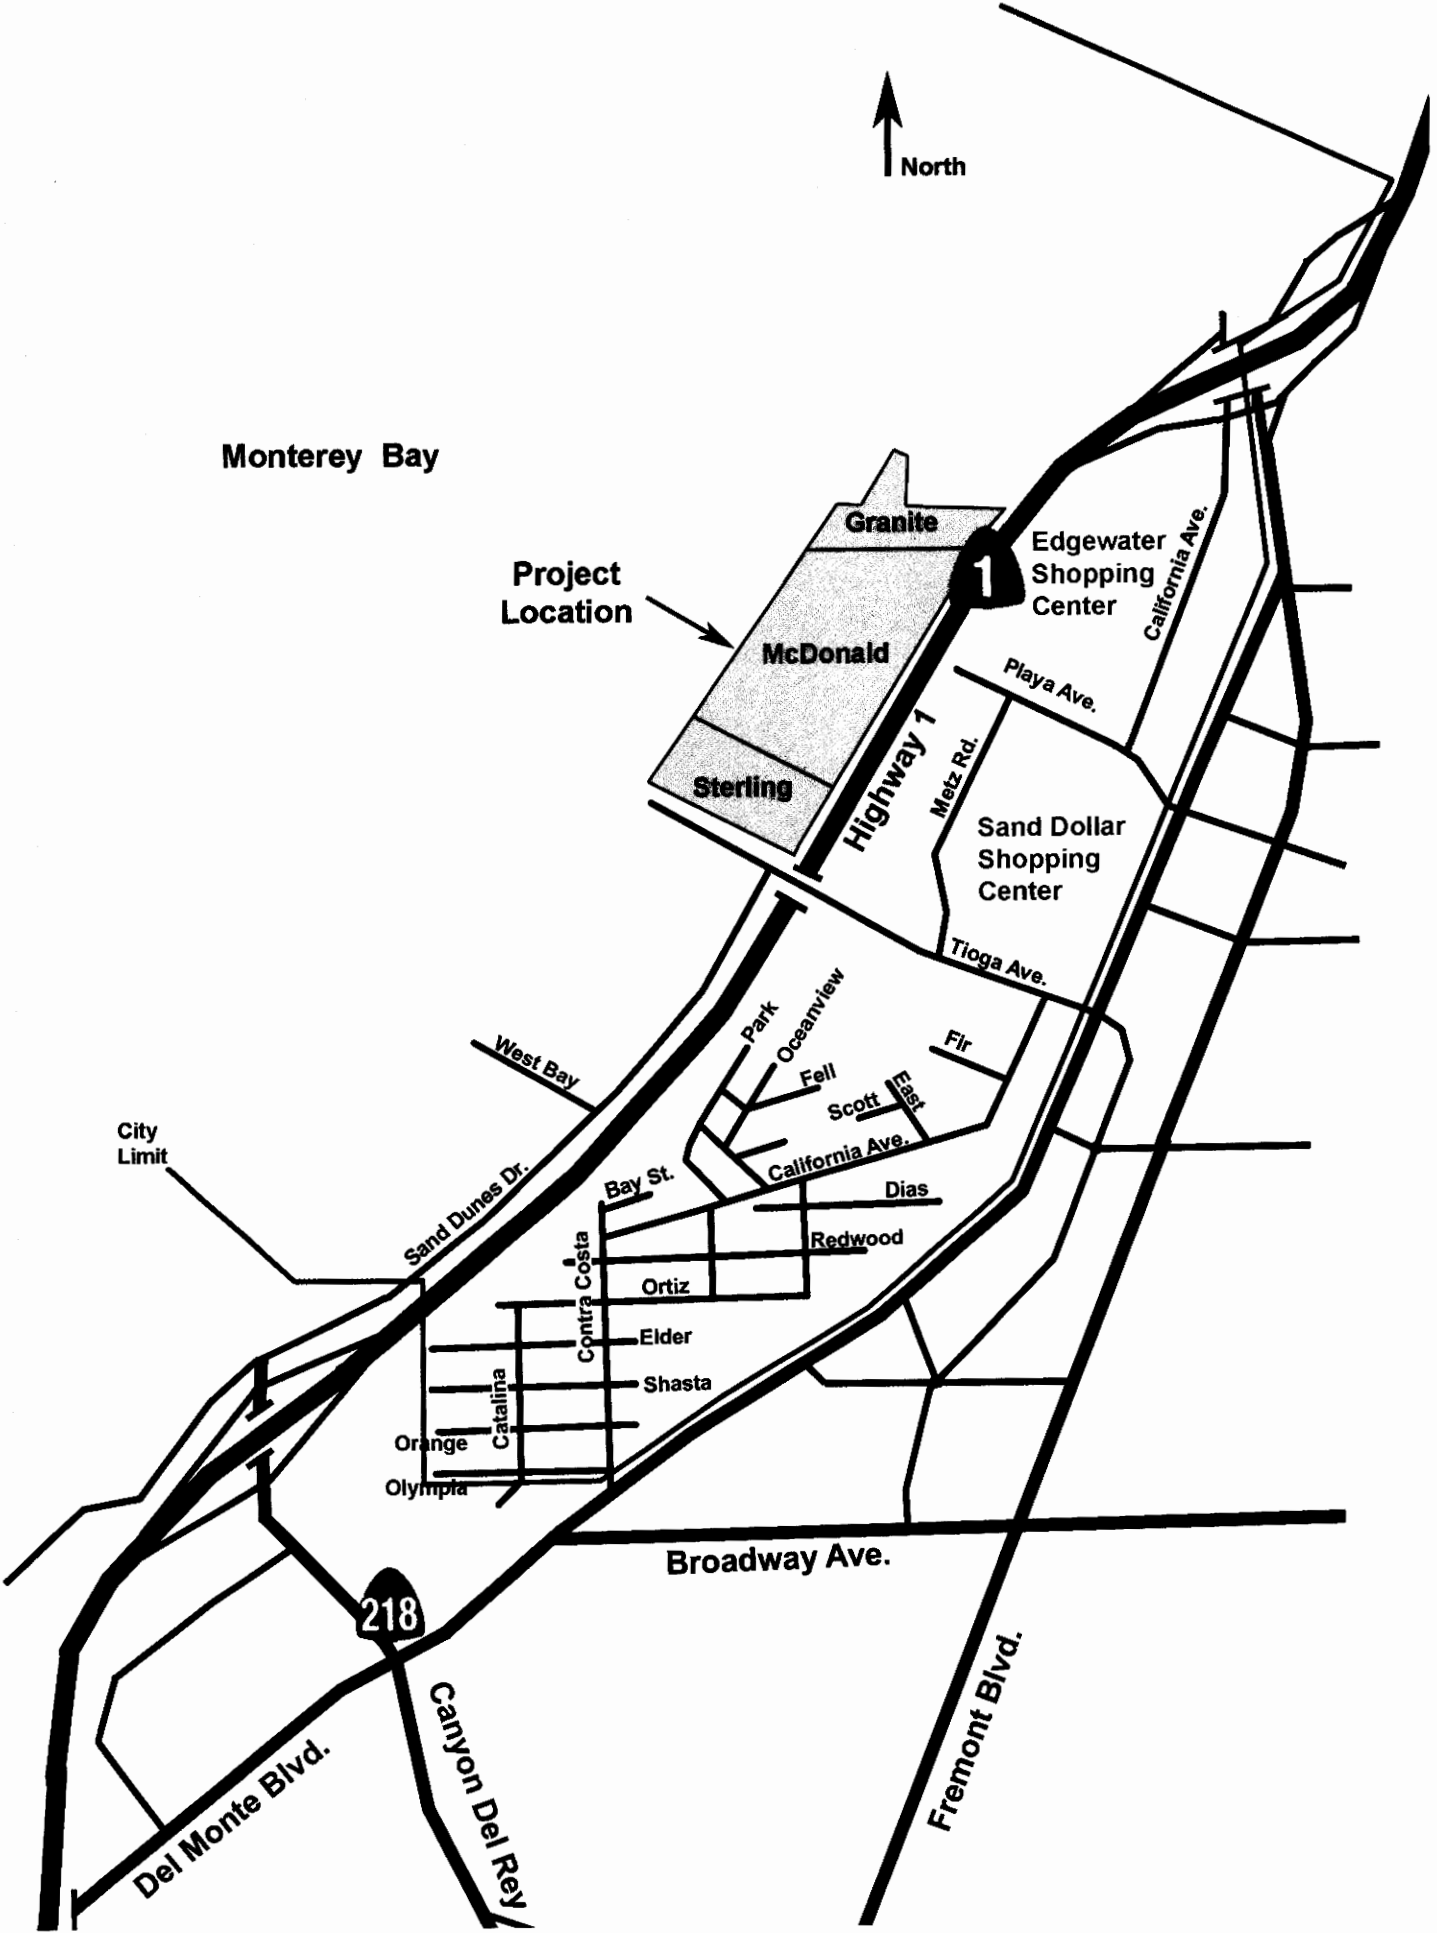 North
Monterey Bay
Granite
Project
Location
1
Edgewater
Shopping
Center
California Ave.
McDonald
Playa Ave.
Highway 1
Metz Rd.
Sterling
Sand Dollar
Shopping
Center
Tioga Ave.
Park
Oceanview
Fir
West Bay
Fell
East
Scott
City
Limit
California Ave.
Sand Dunes Dr.
Bay St.
Dias
Redwood
Contra Costa
Ortiz
Elder
Shasta
Catalina
Orange
Olympia
Broadway Ave.
218
Canyon Del Rey
Fremont Blvd.
Del Monte Blvd.